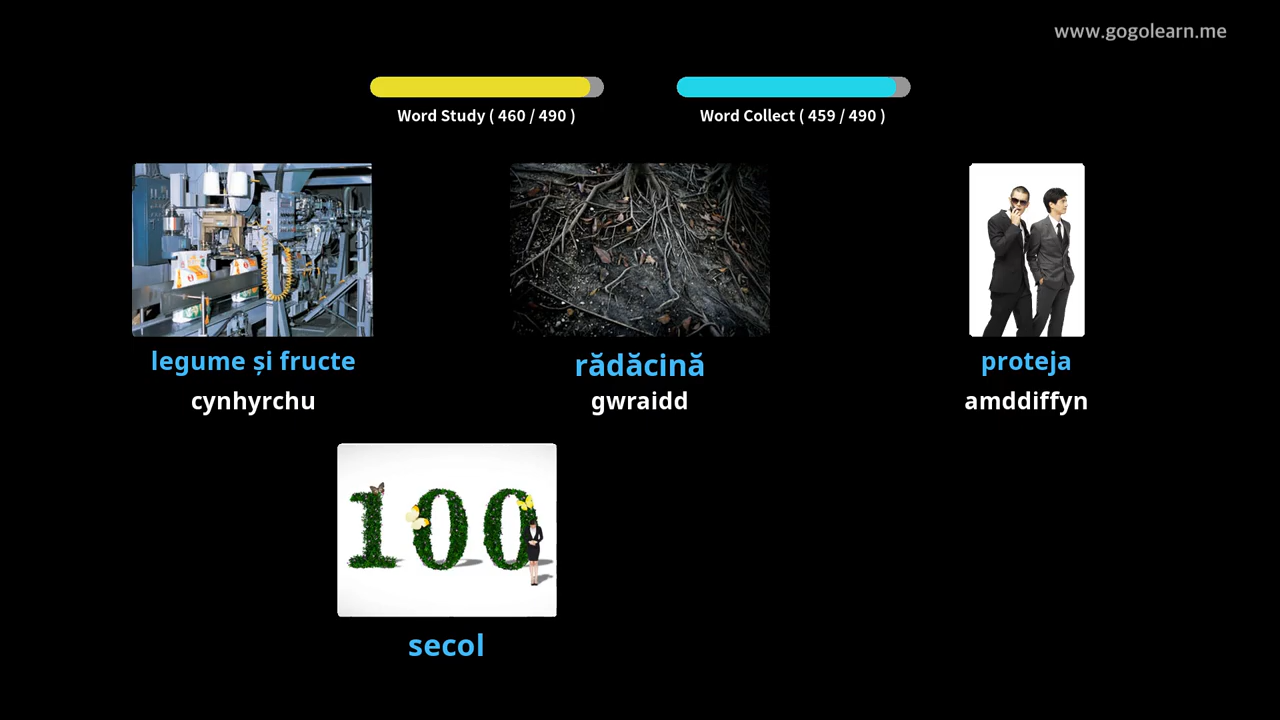 www.gogolearn.me
Word Study ( 460 / 490 )
Word Collect ( 459 / 490 )
legume și fructe
rădăcină
proteja
cynhyrchu
gwraidd
amddiffyn
100
secol